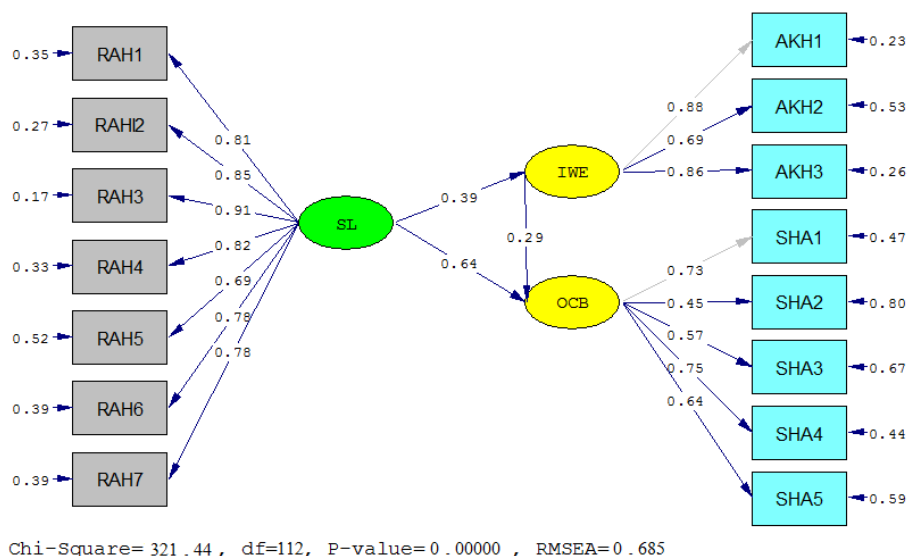 0.35 RAH1
0.27 RAHI2
0.17 RAH3
0.33 RAH4
0.52 RAH5
0.39 RAH6
0.39 RAH7
0.81
0.85
0.91
0.82
0.69
0.78
0.78
SL
0.39
0.64
IWE
0.29
OCB
0.88
0.69
0.86
0.73
0.45
0.57
0.75
0.64
AKH1 0.23
AKH2 0.53
AKH3 0.26
SHA1 0.47
SHA2 0.80
SHA3 0.67
SHA4 0.44
SHA5 0.59
Chi-Square= 321.44 , df=112, P-value= 0.00000 , RMSEA= 0.685